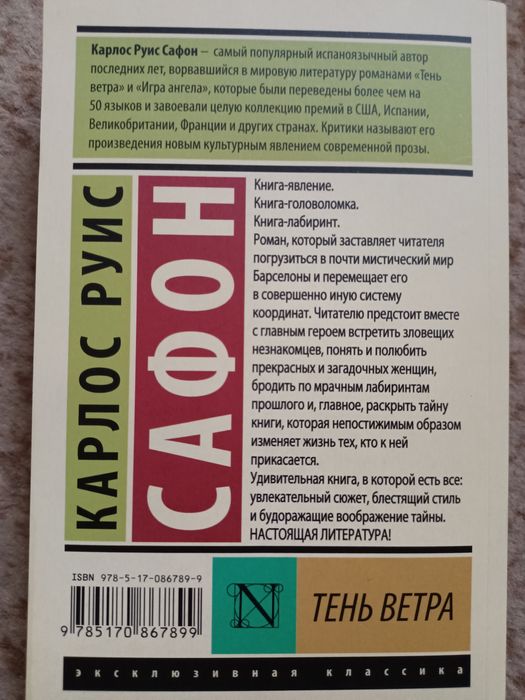 Карлос Руис Сафон – самый популярный испаноязычный автор
последних лет, ворвавшийся в мировую литературу романами «Тень
ветра» и «Игра ангела», которые были переведены более чем на
50 языков и завоевали целую коллекцию премий в США, Испании,
Великобритании, Франции и других странах. Критики называют его
произведения новым культурным явлением современной прозы.
КАРЛОС РУИС
САФОН
Книга-явление.
Книга-головоломка.
Книга-лабиринт.
Роман, который заставляет читателя
погрузиться в почти мистический мир
Барселоны и перемещает его
в совершенно иную систему
координат. Читателю предстоит вместе
с главным героем встретить зловещих
незнакомцев, понять и полюбить
прекрасных и загадочных женщин,
бродить по мрачным лабиринтам
прошлого и, главное, раскрыть тайну
книги, которая непостижимым образом
изменяет жизнь тех, кто к ней
прикасается.
Удивительная книга, в которой есть все:
увлекательный сюжет, блестящий стиль
и будоражащие воображение тайны.
НАСТОЯЩАЯ ЛИТЕРАТУРА!
ISBN 978-5-17-086789-9
9 785170 867899
N
ТЕНЬ ВЕТРА
эксклюзивная классика